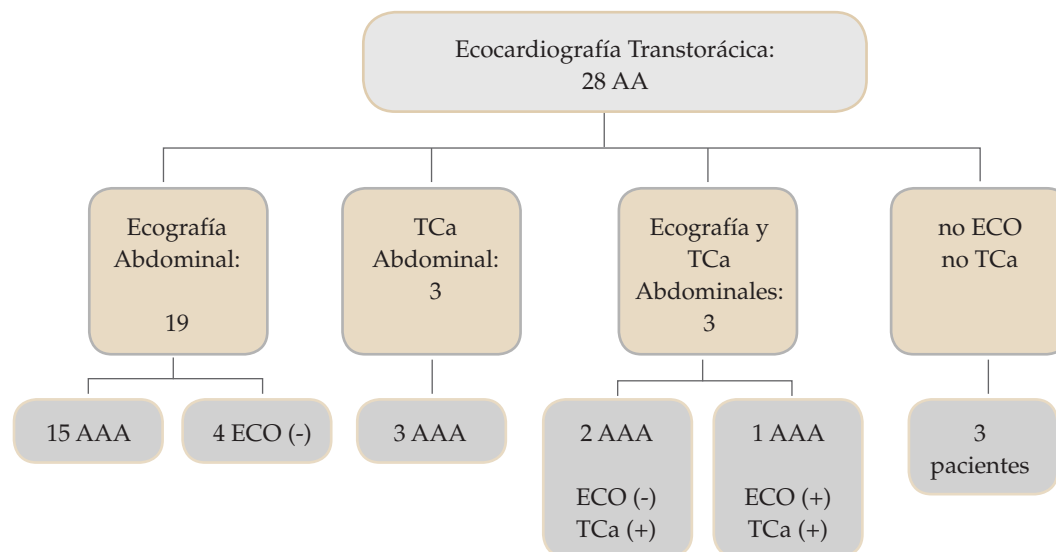 Ecocardiografía Transtorácica:
28 AA
Ecografía
Abdominal:
19
TCa
Abdominal:
3
Ecografía y
TCa
Abdominales:
3
no ECO
no TCa
15 AAA
4 ECO (-)
3 AAA
2 AAA
ECO (-)
TCa (+)
1 AAA
ECO (+)
TCa (+)
3
pacientes